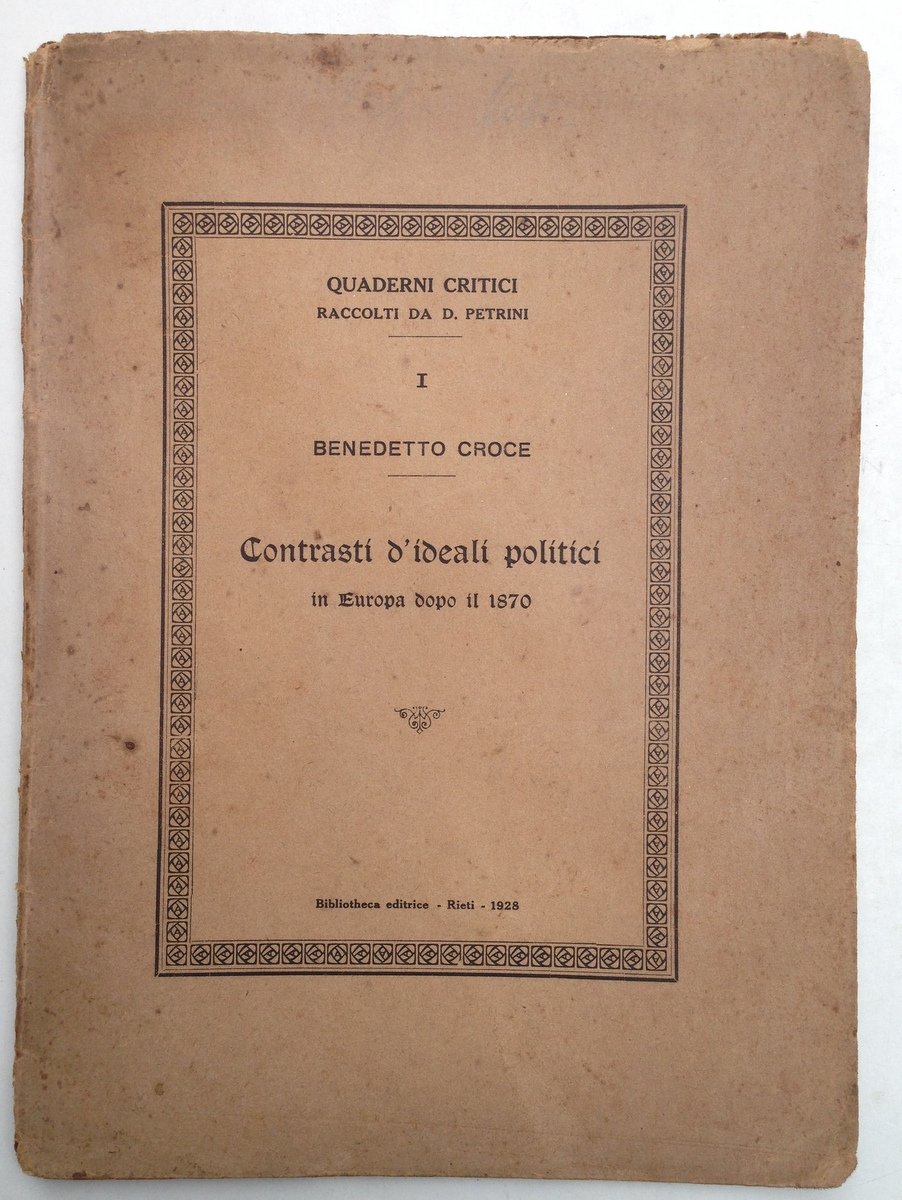 QUADERNI CRITICI
RACCOLTI DA D. PETRINI
I
BENEDETTO CROCE
Contrasti d'ideali politici
in Europa dopo il 1870
Bibliotheca editrice - Rieti - 1928